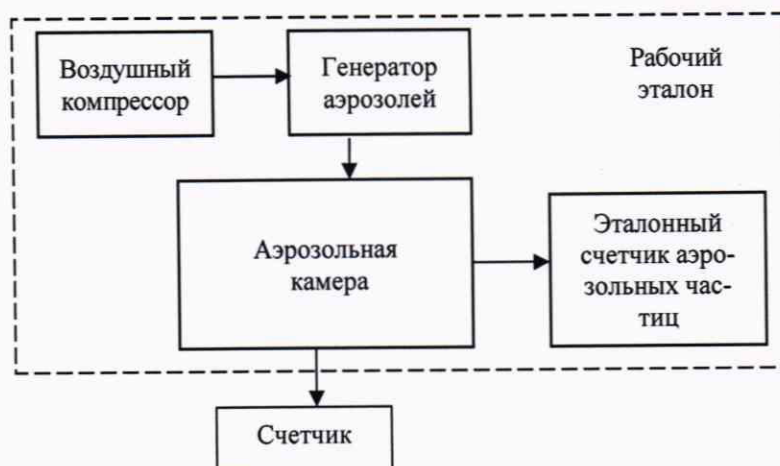 Воздушный
компрессор
Генератор
аэрозолей
Рабочий
эталон
Аэрозольная
камера
Эталонный
счетчик аэро-
зольных час-
тиц
Счетчик